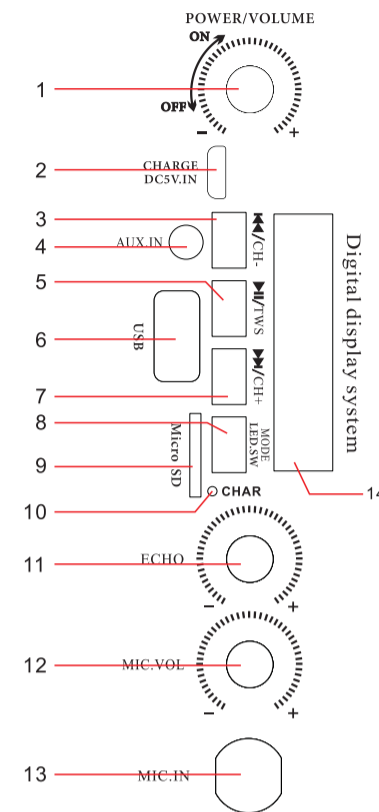 POWER/VOLUME
ON
OFF
- +
1
CHARGE
DC5V.IN
2
3
⏮/CH-
4
AUX.IN
5
⏯/TWS
6
USB
7
⏭/CH+
8
MODE
LED.SW
9
Micro SD
Digital display system
14
10
CHAR
11
ECHO
- +
12
MIC.VOL
- +
13
MIC.IN